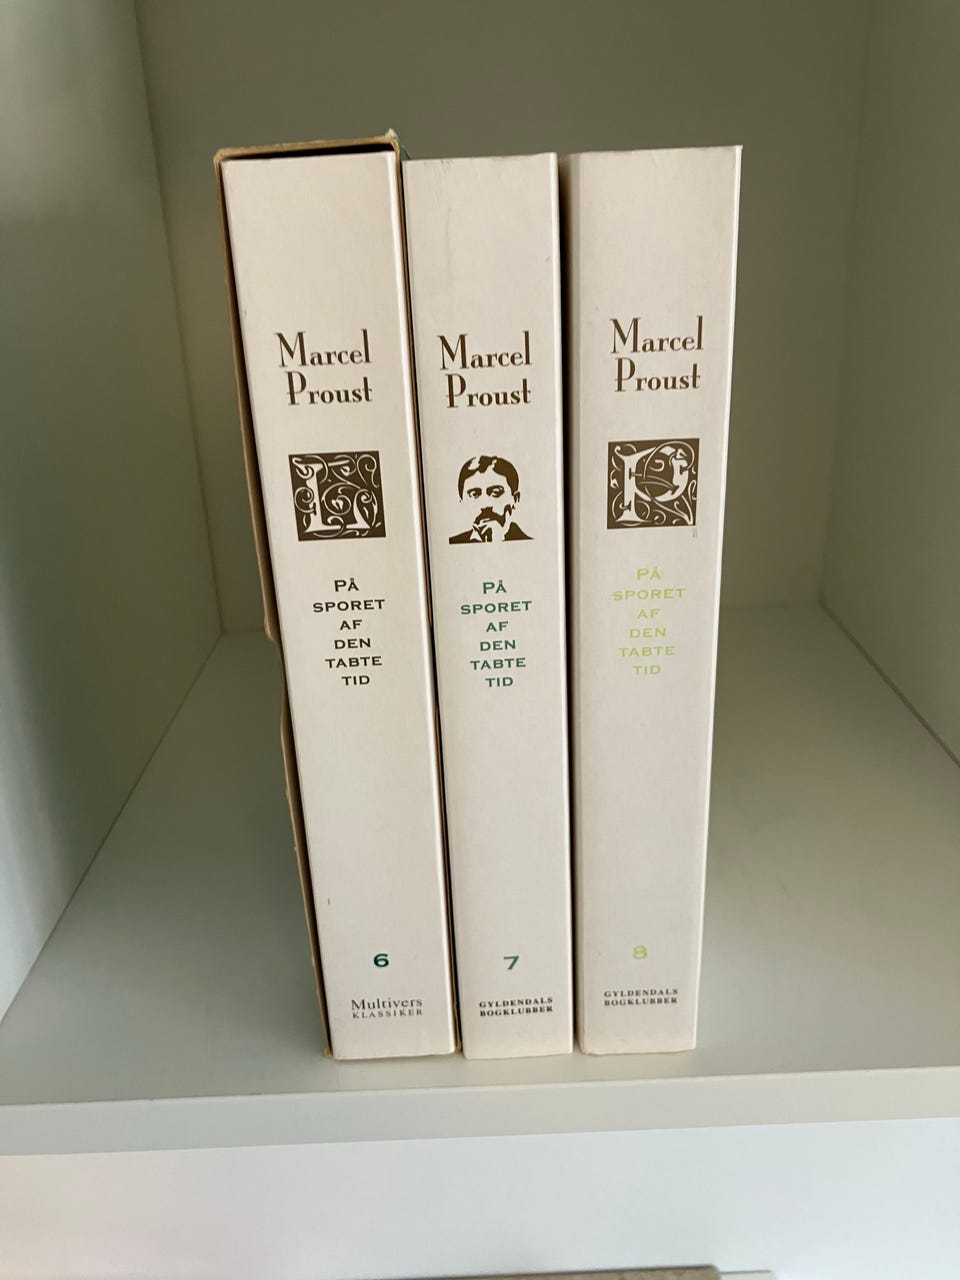 Marcel
Proust
L
PÅ
SPORET
AF
DEN
TABTE
TID
6
Multivers
KLASSIKER
Marcel
Proust
PÅ
SPORET
AF
DEN
TABTE
TID
7
GYLDENDALS
BOGKLUBBER
Marcel
Proust
P
PÅ
SPORET
AF
DEN
TABTE
TID
8
GYLDENDALS
BOGKLUBBER